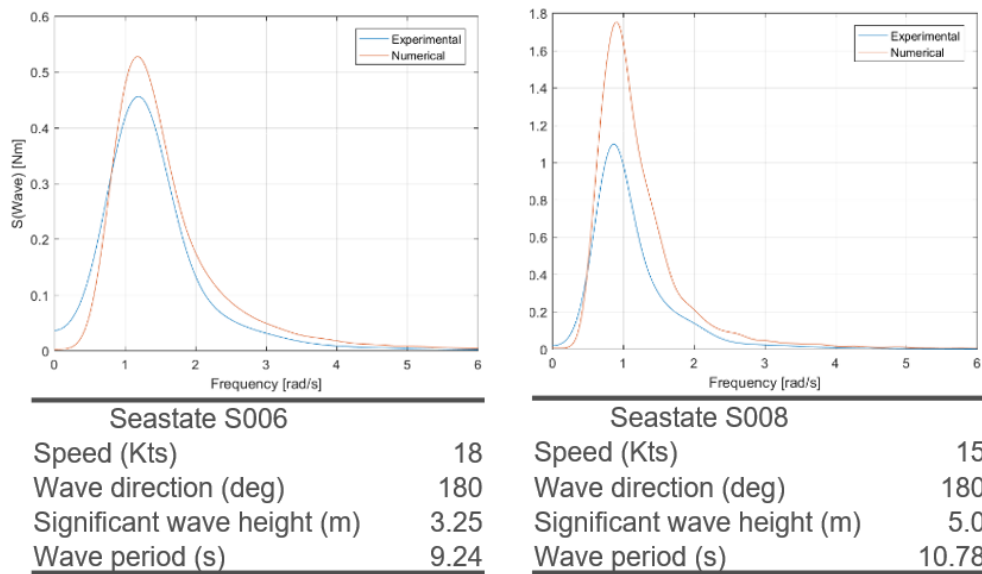 0.6
0.5
0.4
0.3
0.2
0.1
0
S(Wave) [Nm]
Experimental
Numerical
0 1 2 3 4 5 6
Frequency [rad/s]
Seastate S006
Speed (Kts) 18
Wave direction (deg) 180
Significant wave height (m) 3.25
Wave period (s) 9.24
1.8
1.6
1.4
1.2
1
0.8
0.6
0.4
0.2
0
Experimental
Numerical
0 1 2 3 4 5 6
Frequency [rad/s]
Seastate S008
Speed (Kts) 15
Wave direction (deg) 180
Significant wave height (m) 5.0
Wave period (s) 10.78